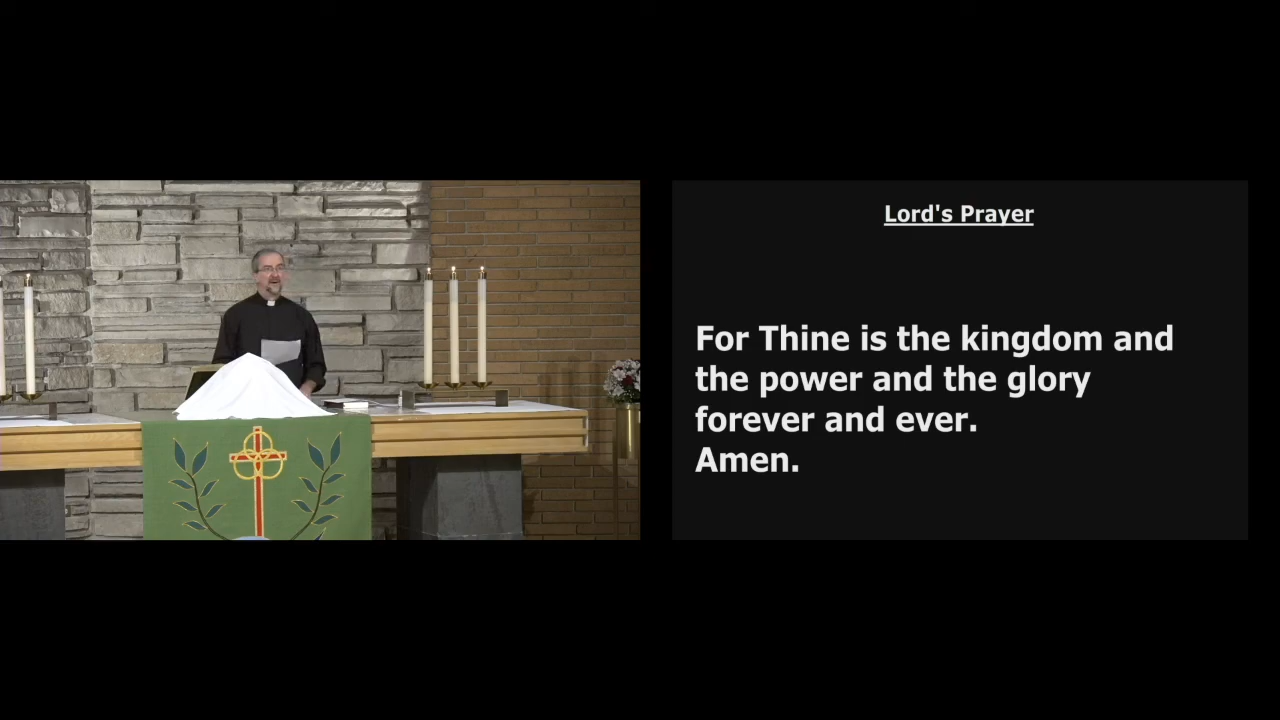 Lord's Prayer
For Thine is the kingdom and
the power and the glory
forever and ever.
Amen.